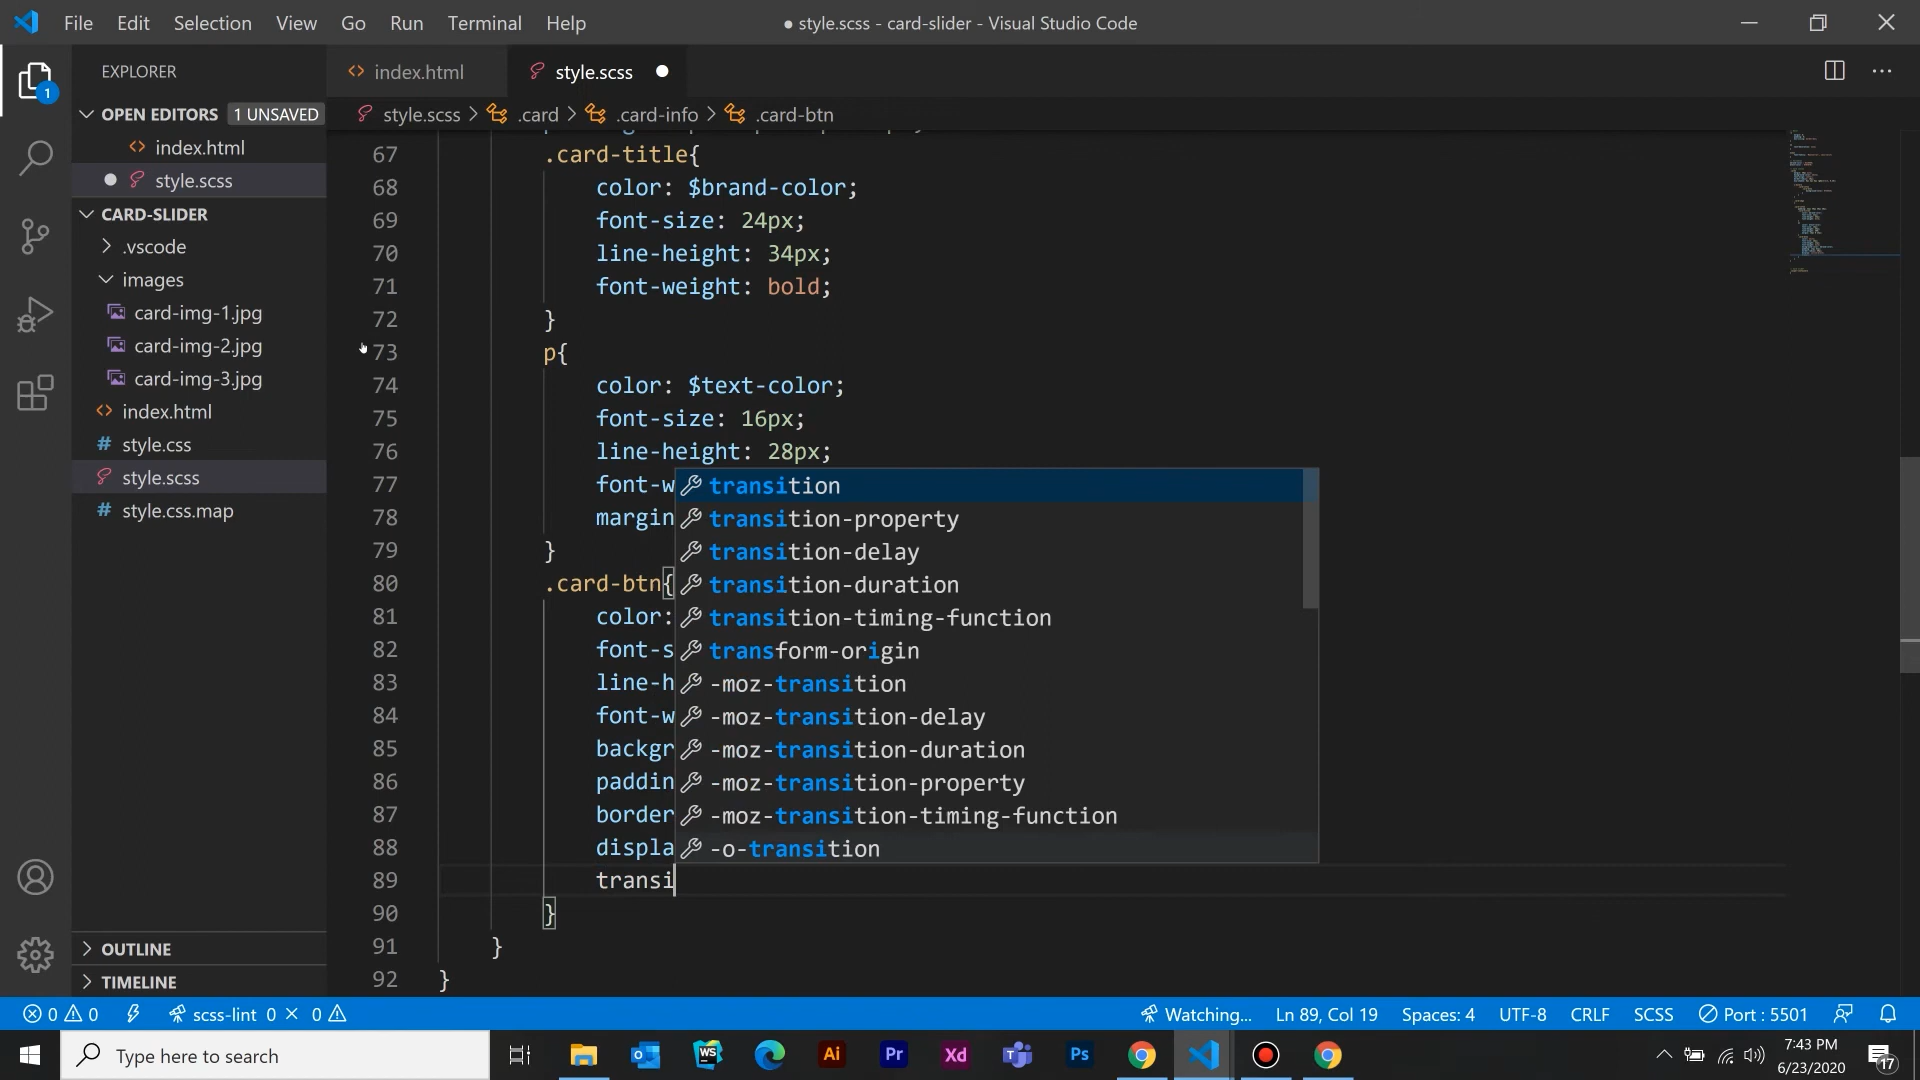 File Edit Selection View Go Run Terminal Help
● style.scss - card-slider - Visual Studio Code
EXPLORER
OPEN EDITORS 1 UNSAVED
index.html
style.scss
CARD-SLIDER
.vscode
images
card-img-1.jpg
card-img-2.jpg
card-img-3.jpg
index.html
style.css
style.scss
style.css.map
OUTLINE
TIMELINE
1
index.html
style.scss
style.scss > .card > .card-info > .card-btn
67 .card-title{
68 color: $brand-color;
69 font-size: 24px;
70 line-height: 34px;
71 font-weight: bold;
72 }
73 p{
74 color: $text-color;
75 font-size: 16px;
76 line-height: 28px;
77 font-w
78 margin
79 }
80 .card-btn{
81 color:
82 font-s
83 line-h
84 font-w
85 backgr
86 paddin
87 border
88 displa
89 transi
90 }
91 }
92 }
transition
transition-property
transition-delay
transition-duration
transition-timing-function
transform-origin
-moz-transition
-moz-transition-delay
-moz-transition-duration
-moz-transition-property
-moz-transition-timing-function
-o-transition
0 0 scss-lint 0 × 0 Watching... Ln 89, Col 19 Spaces: 4 UTF-8 CRLF SCSS Port : 5501
Type here to search
WS
Ai
Pr
Xd
Ps
7:43 PM
6/23/2020
17